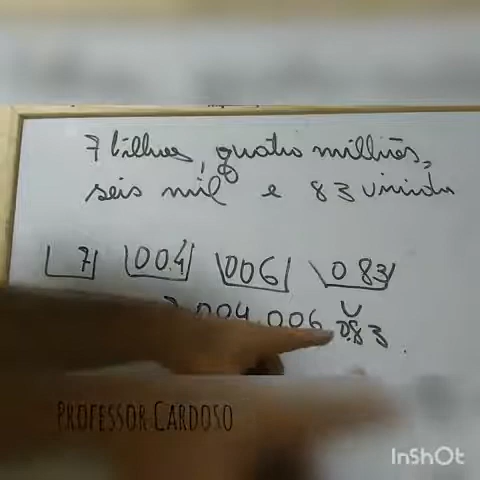 7 bilhões, quatro milhões,
seis mil e 83 unidades
7 004 006 083
7.004.006.083.
PROFESSOR CARDOSO
InShOt